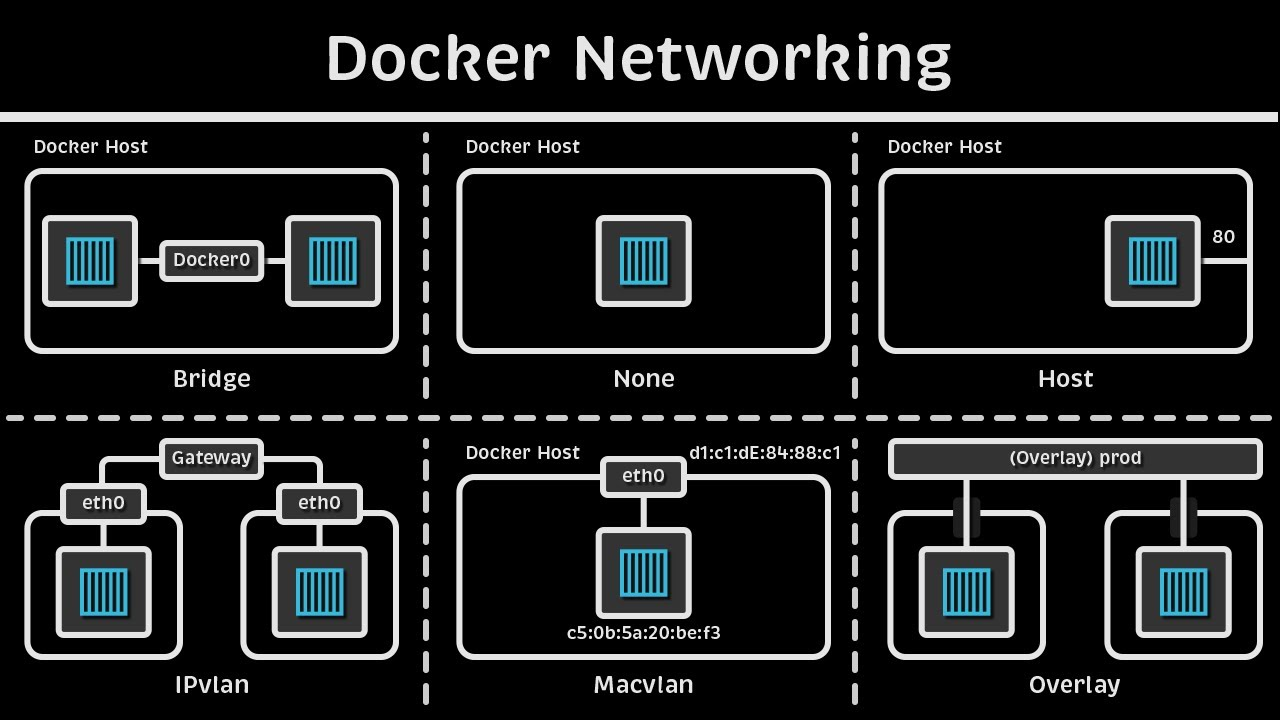 Docker Networking
Docker Host
Docker0
Bridge
Docker Host
None
Docker Host
80
Host
Gateway
eth0
eth0
IPvlan
Docker Host
d1:c1:dE:84:88:c1
eth0
c5:0b:5a:20:be:f3
Macvlan
(Overlay) prod
Overlay